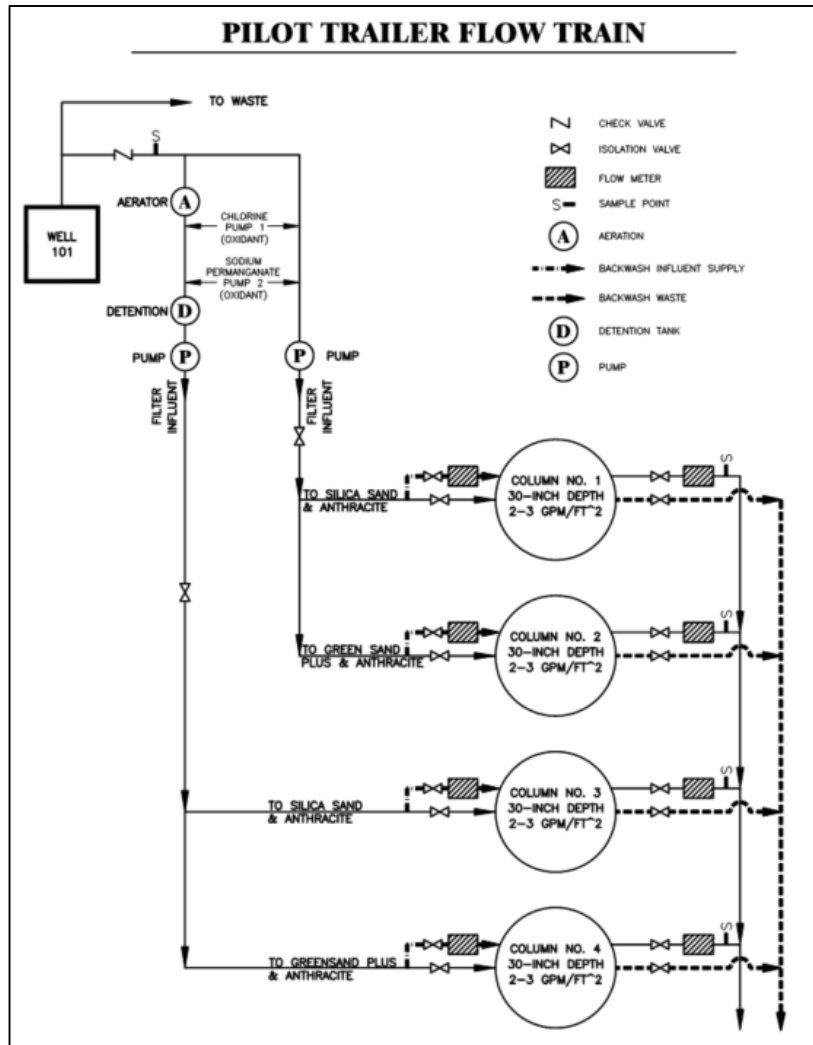 PILOT TRAILER FLOW TRAIN
TO WASTE
S
WELL
101
AERATOR
A
CHLORINE
PUMP 1
(OXIDANT)
SODIUM
PERMANGANATE
PUMP 2
(OXIDANT)
DETENTION
D
PUMP
P
P
PUMP
FILTER
INFLUENT
FILTER
INFLUENT
CHECK VALVE
ISOLATION VALVE
FLOW METER
S
SAMPLE POINT
A
AERATION
BACKWASH INFLUENT SUPPLY
BACKWASH WASTE
D
DETENTION TANK
P
PUMP
TO SILICA SAND
& ANTHRACITE
COLUMN NO. 1
30-INCH DEPTH
2-3 GPM/FT^2
S
TO GREEN SAND
PLUS & ANTHRACITE
COLUMN NO. 2
30-INCH DEPTH
2-3 GPM/FT^2
S
TO SILICA SAND
& ANTHRACITE
COLUMN NO. 3
30-INCH DEPTH
2-3 GPM/FT^2
S
TO GREENSAND PLUS
& ANTHRACITE
COLUMN NO. 4
30-INCH DEPTH
2-3 GPM/FT^2
S